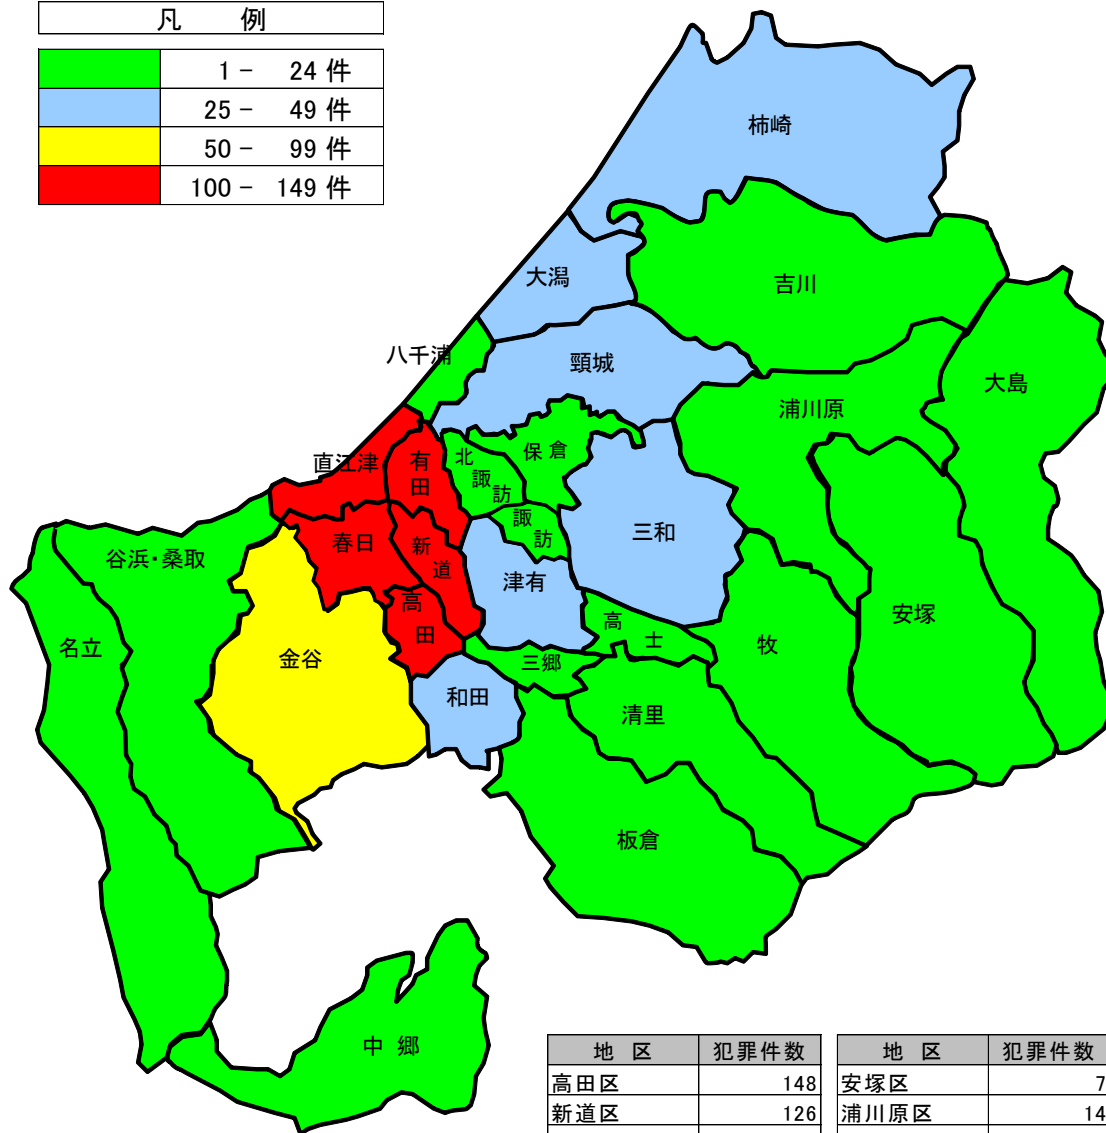 凡 例
1 - 24 件
25 - 49 件
50 - 99 件
100 - 149 件
柿崎
大潟
吉川
八千浦
頸城
大島
浦川原
保倉
北諏訪
有田
直江津
諏訪
三和
春日
新道
谷浜・桑取
津有
高田
高士
安塚
名立
金谷
三郷
牧
和田
清里
板倉
中郷
地 区 犯罪件数
高田区 148
新道区 126
地 区 犯罪件数
安塚区 7
浦川原区 14